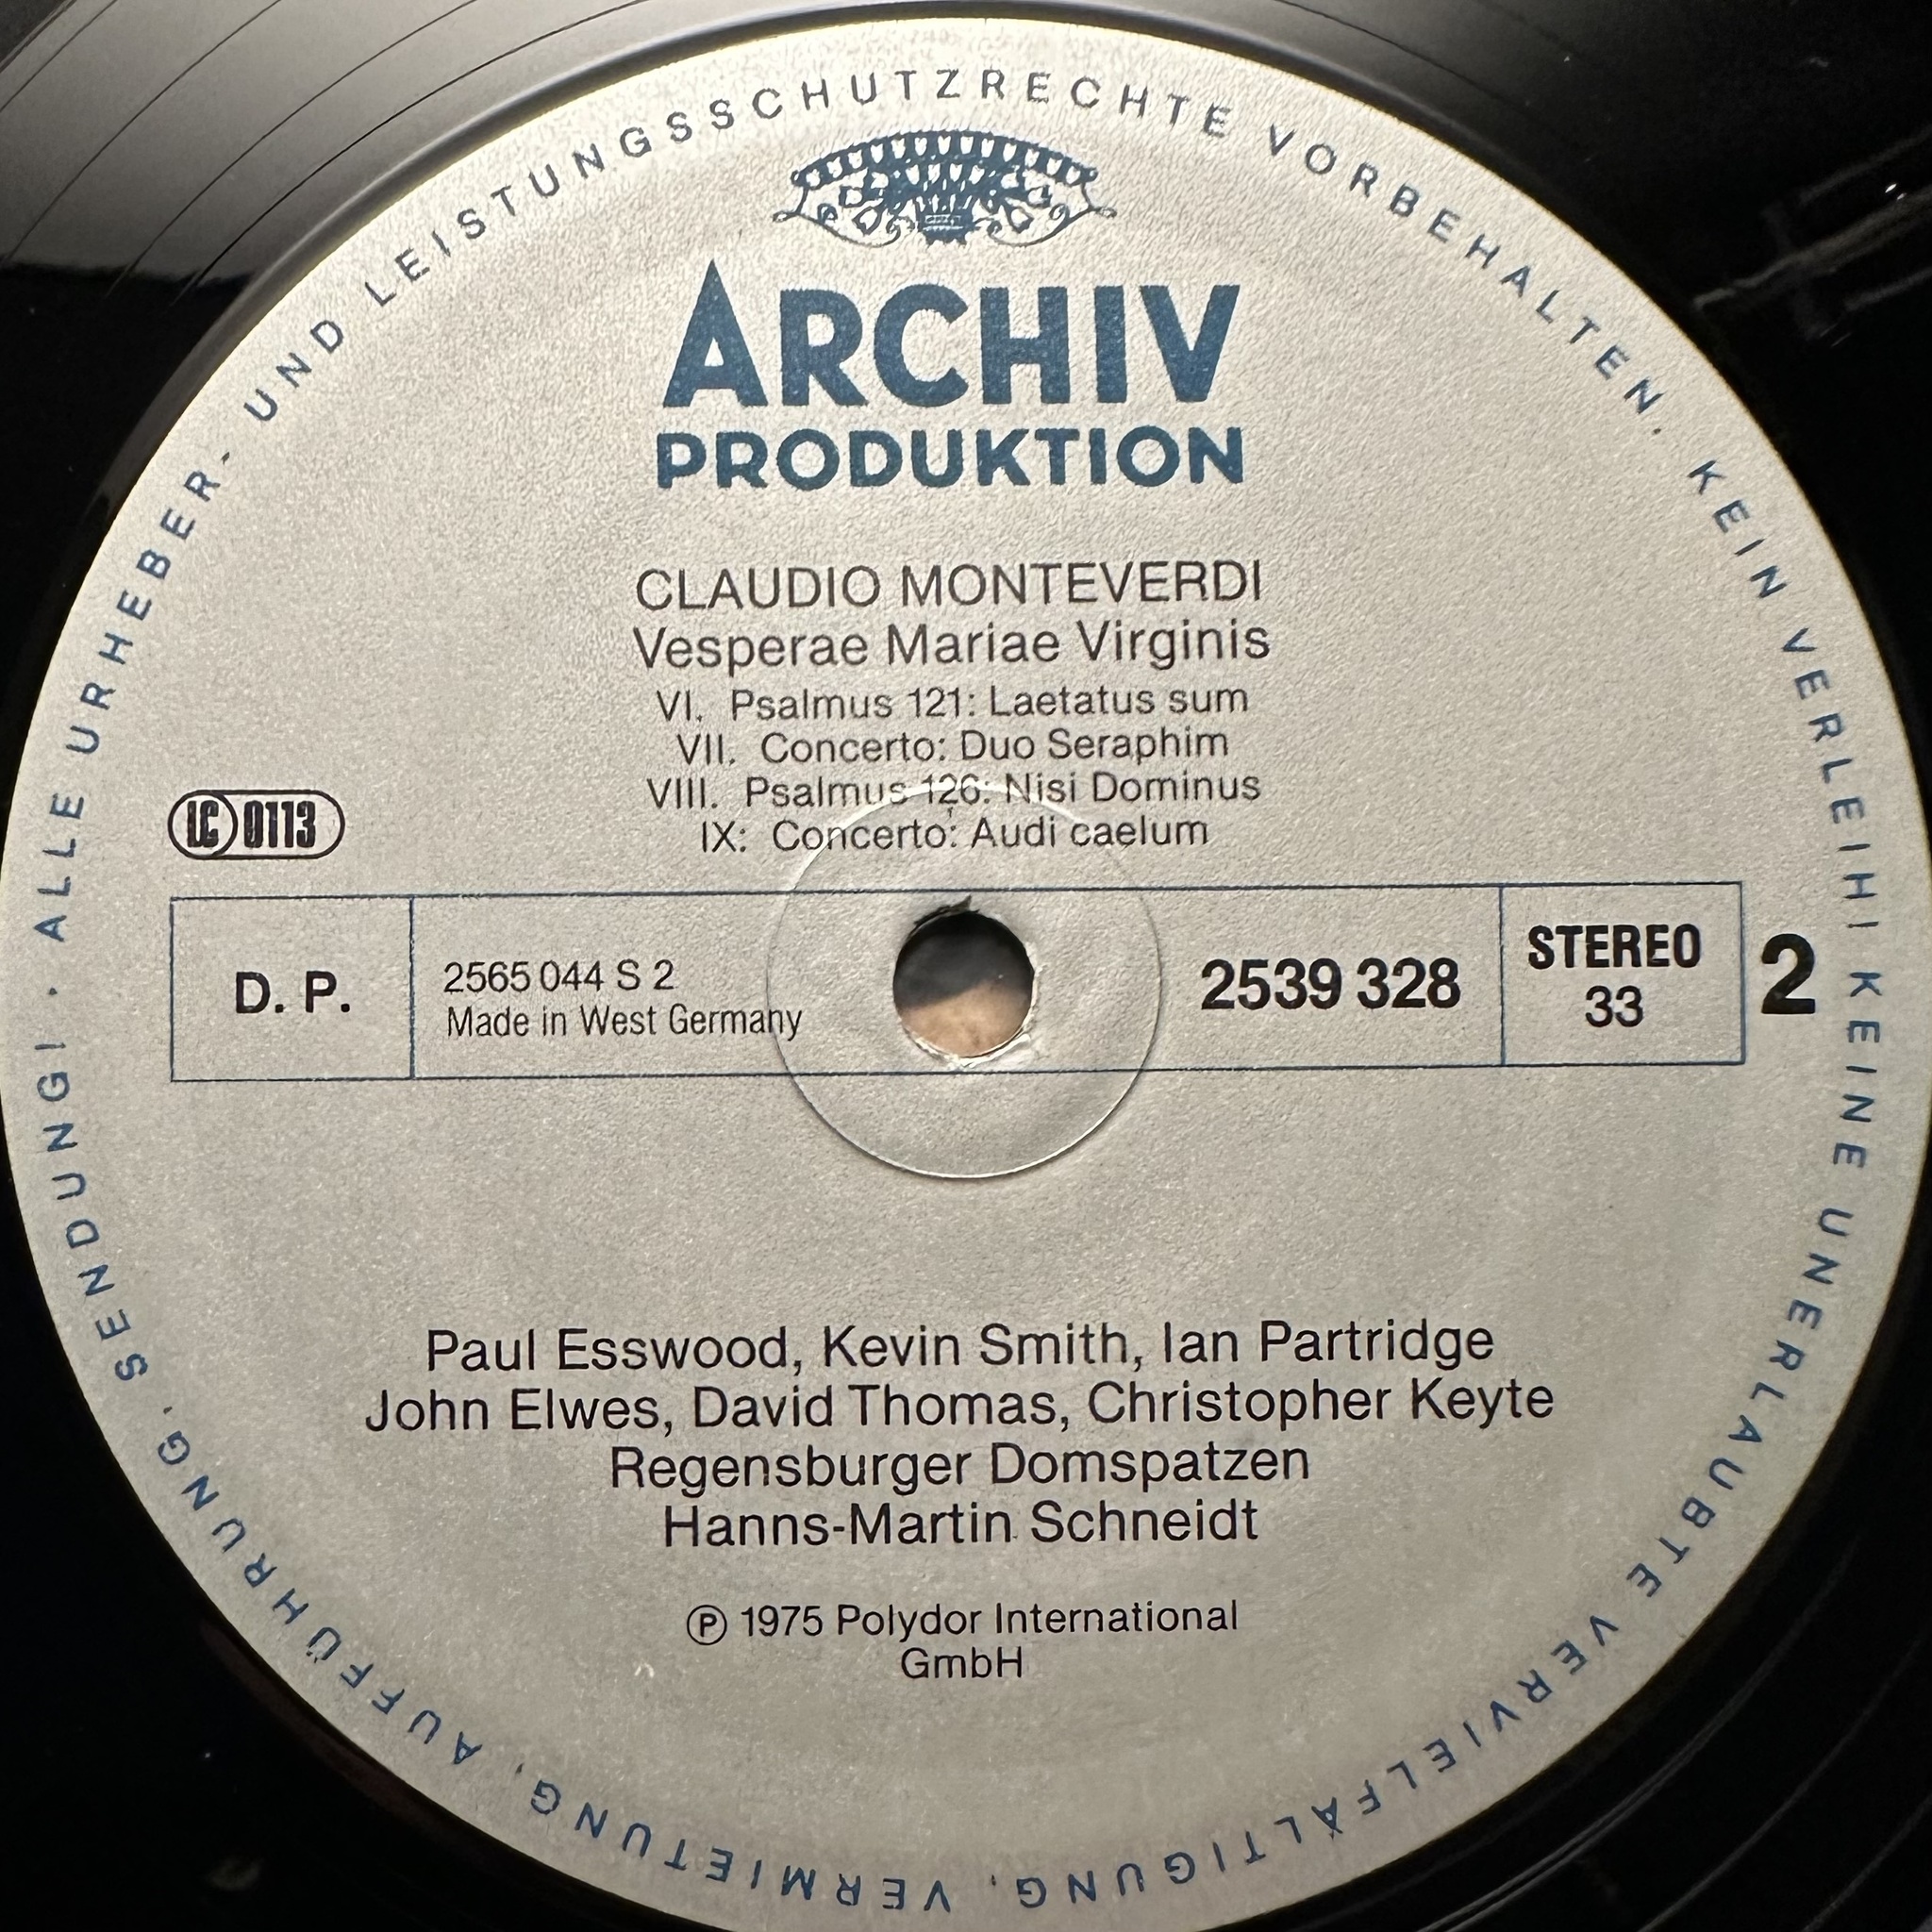 ALLE URHEBER- UND LEISTUNGSSCHUTZRECHTE VORBEHALTEN. KEIN VERLEIH! KEINE UNERLAUBTE VERVIELFÄLTIGUNG, VERMIETUNG, AUFFÜHRUNG, SENDUNG! ·
ARCHIV
PRODUKTION
CLAUDIO MONTEVERDI
Vesperae Mariae Virginis
VI. Psalmus 121: Laetatus sum
VII. Concerto: Duo Seraphim
VIII. Psalmus 126: Nisi Dominus
IX: Concerto: Audi caelum
LC 0113
D. P.
2565 044 S 2
Made in West Germany
2539 328
STEREO
33
2
Paul Esswood, Kevin Smith, Ian Partridge
John Elwes, David Thomas, Christopher Keyte
Regensburger Domspatzen
Hanns-Martin Schneidt
Ⓟ 1975 Polydor International
GmbH